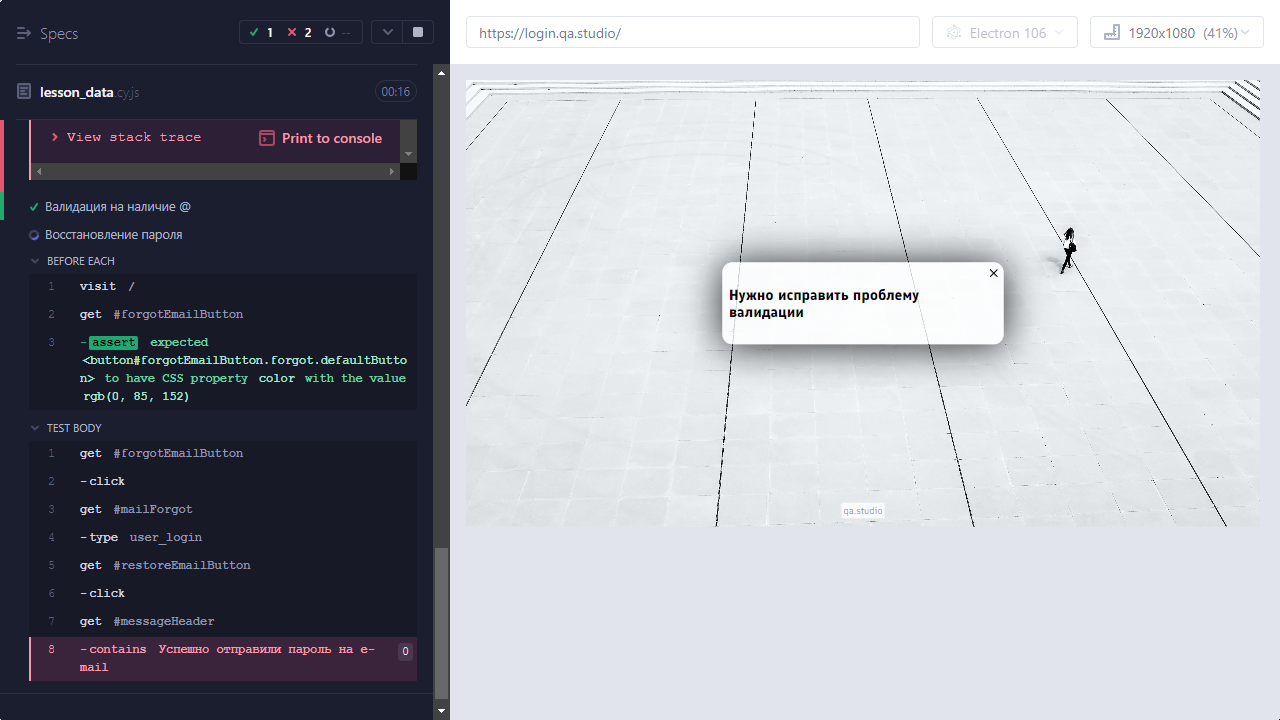 Specs
1
2
--
https://login.qa.studio/
Electron 106
1920x1080 (41%)
lesson_data.cy.js
00:16
View stack trace
Print to console
Валидация на наличие @
Восстановление пароля
BEFORE EACH
1 visit /
2 get #forgotEmailButton
3 -assert expected
<button#forgotEmailButton.forgot.defaultButto
n> to have CSS property color with the value
rgb(0, 85, 152)
TEST BODY
1 get #forgotEmailButton
2 -click
3 get #mailForgot
4 -type user_login
5 get #restoreEmailButton
6 -click
7 get #messageHeader
8 -contains Успешно отправили пароль на e-
mail
0
Нужно исправить проблему
валидации
qa.studio